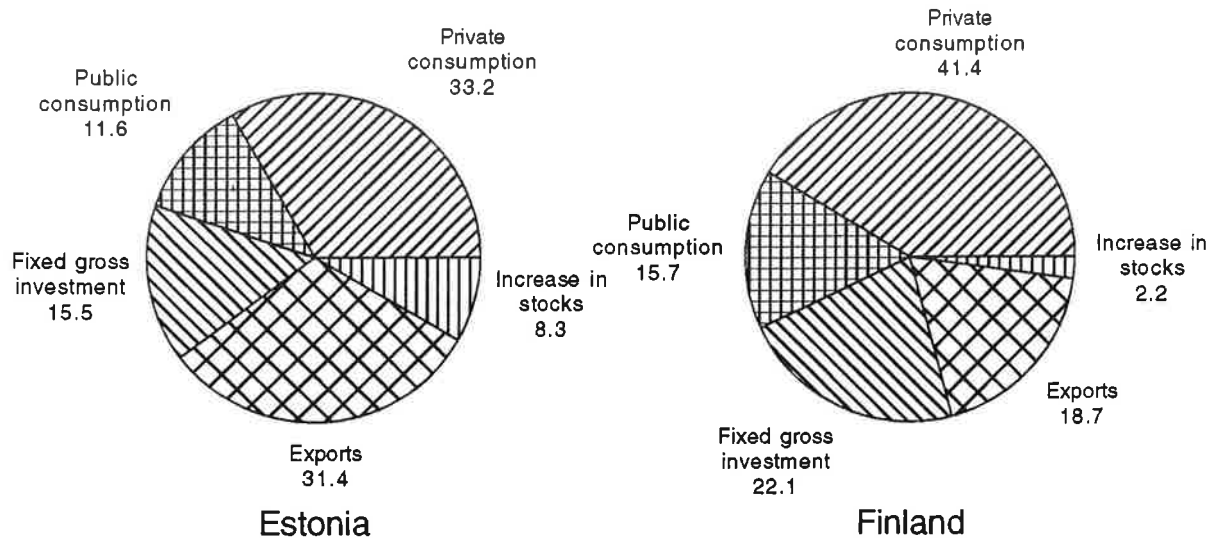 Private
consumption
33.2
Public
consumption
11.6
Fixed gross
investment
15.5
Increase in
stocks
8.3
Exports
31.4
Estonia
Private
consumption
41.4
Public
consumption
15.7
Increase in
stocks
2.2
Exports
18.7
Fixed gross
investment
22.1
Finland